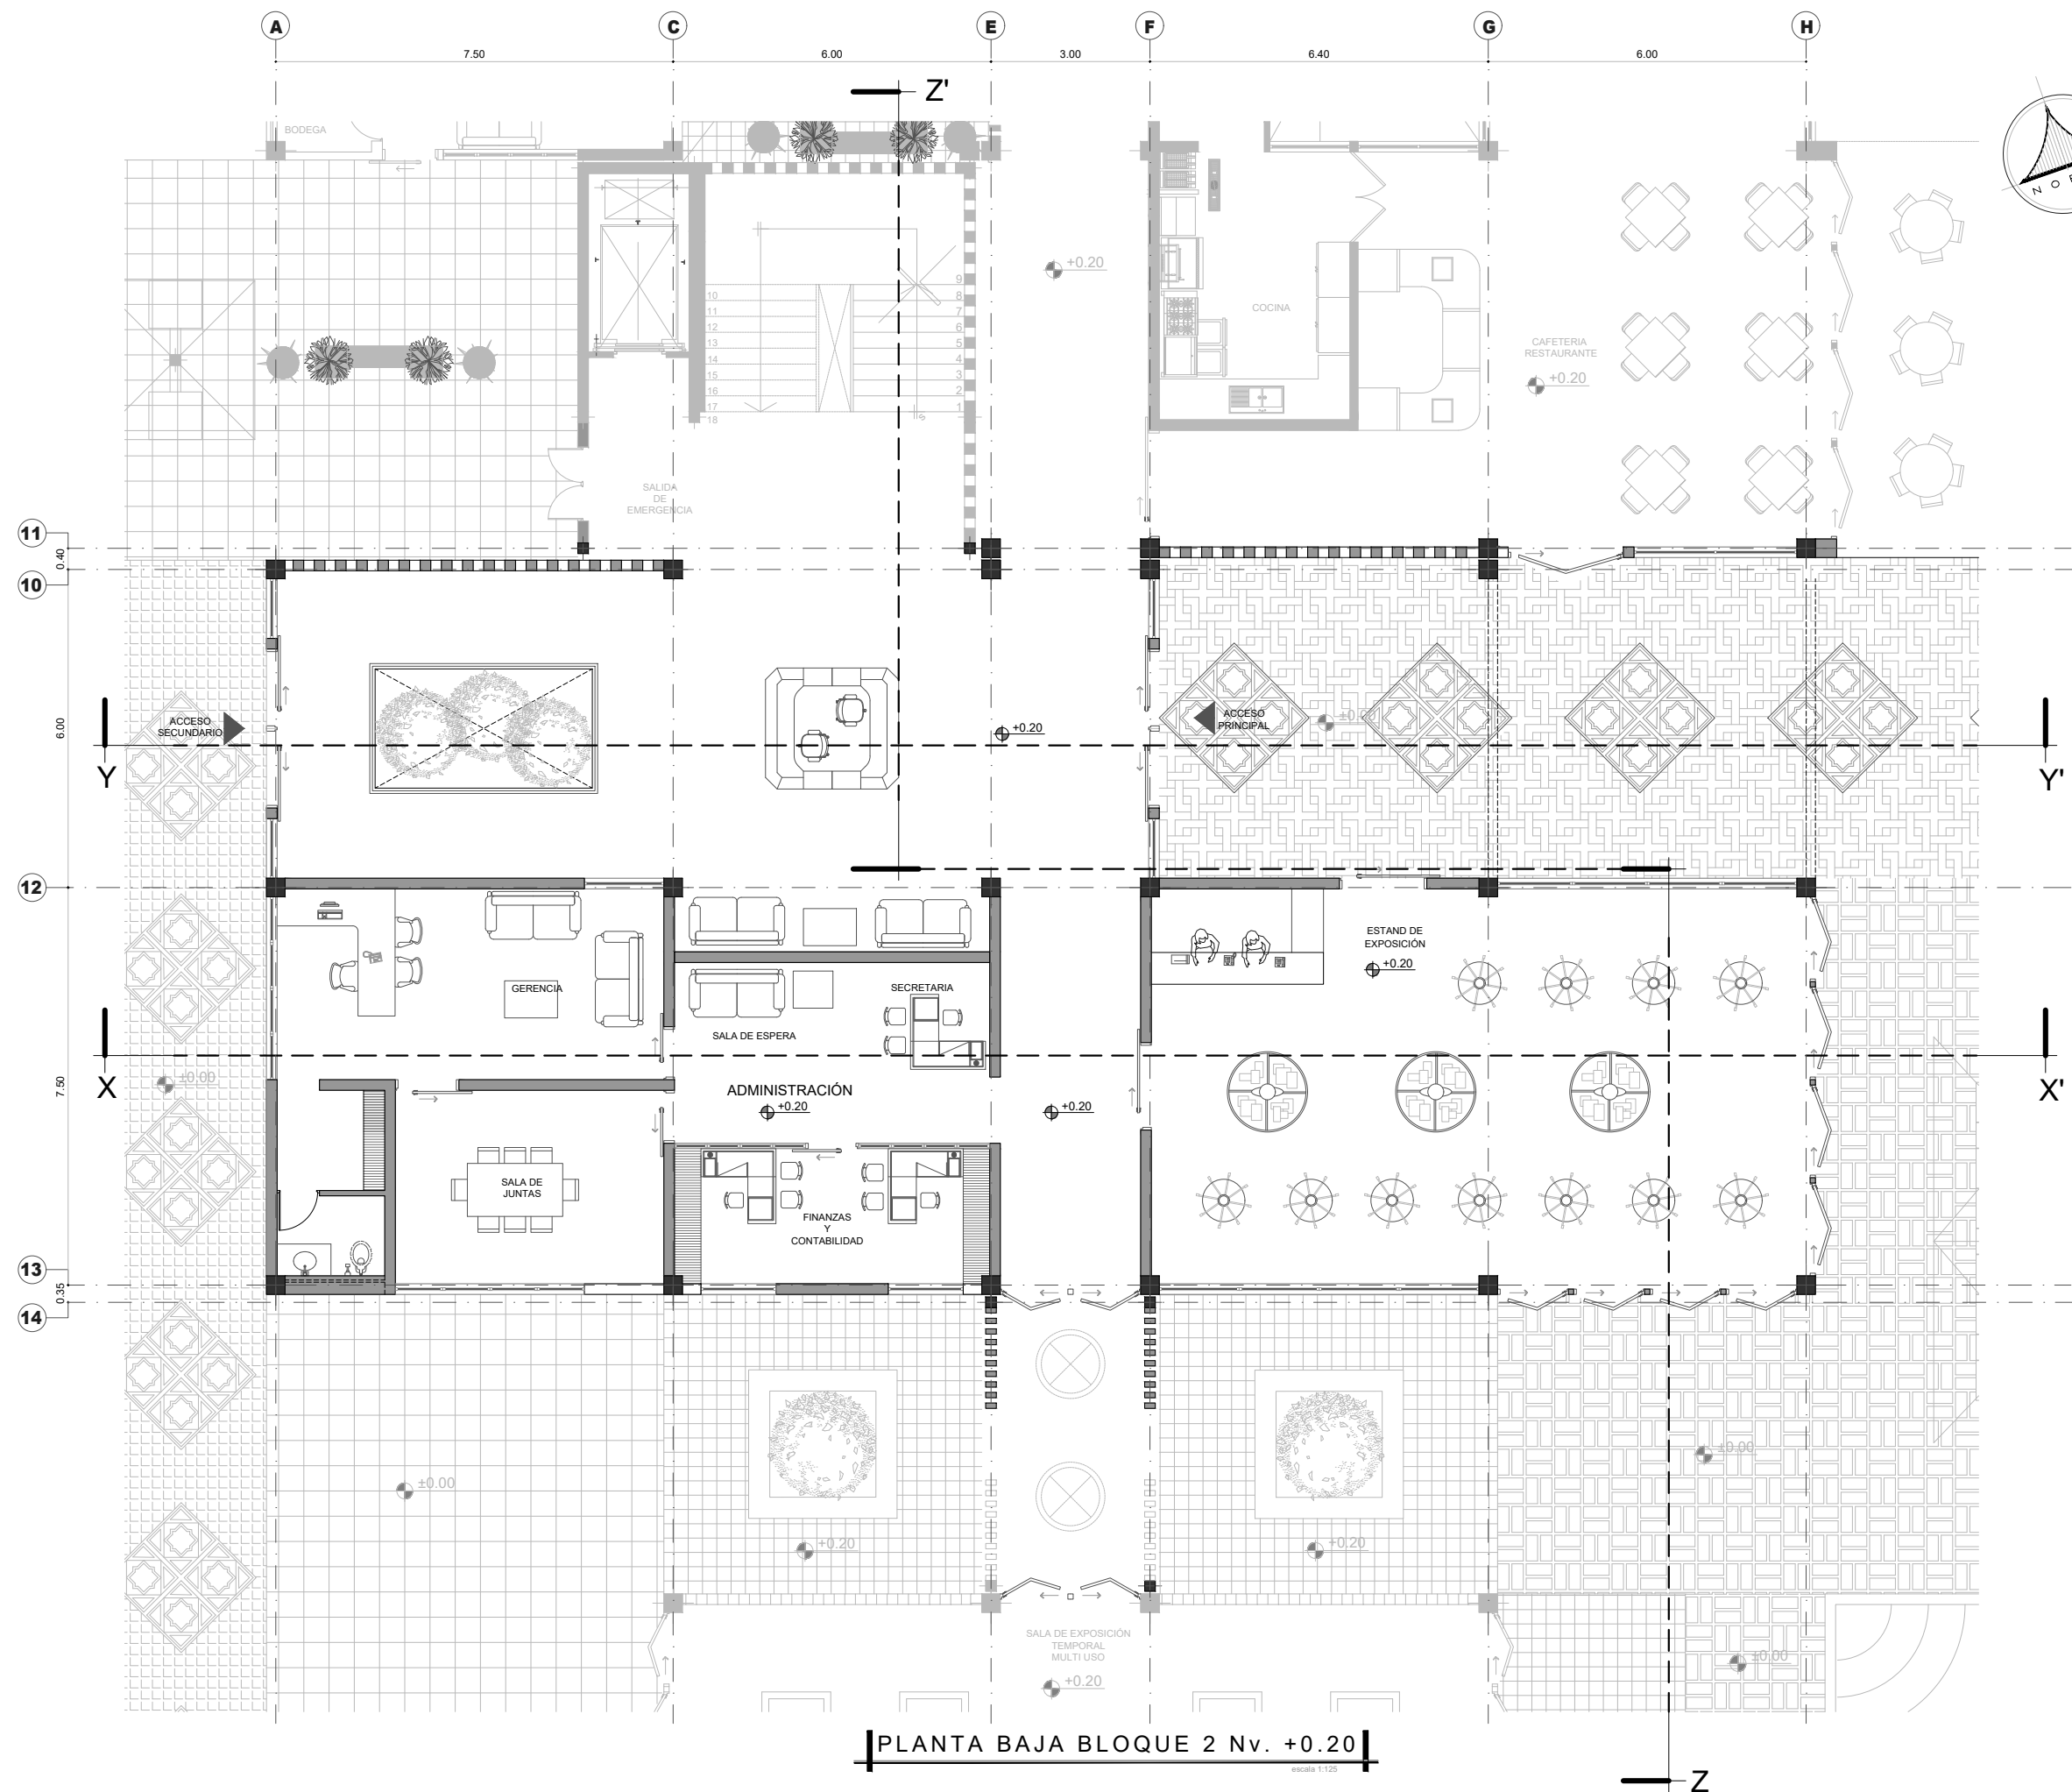 A C E F G H
7.50 6.00 3.00 6.40 6.00
Z'
BODEGA
+0.20
9
10 8
11 7
12 6
13 5
14 4
15 3
16 2
17 1
18
S
COCINA
CAFETERIA
RESTAURANTE
+0.20
SALIDA
DE
EMERGENCIA
11
0.40
10
6.00
ACCESO
SECUNDARIO
ACCESO
PRINCIPAL
±0.00
+0.20
Y Y'
12
ESTAND DE
EXPOSICIÓN
+0.20
GERENCIA
SECRETARIA
SALA DE ESPERA
X X'
±0.00
7.50
ADMINISTRACIÓN
+0.20
+0.20
SALA DE
JUNTAS
FINANZAS
Y
CONTABILIDAD
13
0.35
14
±0.00
±0.00
+0.20
+0.20
SALA DE EXPOSICIÓN
TEMPORAL
MULTI USO
+0.20
±0.00
PLANTA BAJA BLOQUE 2 Nv. +0.20
escala 1:125
Z